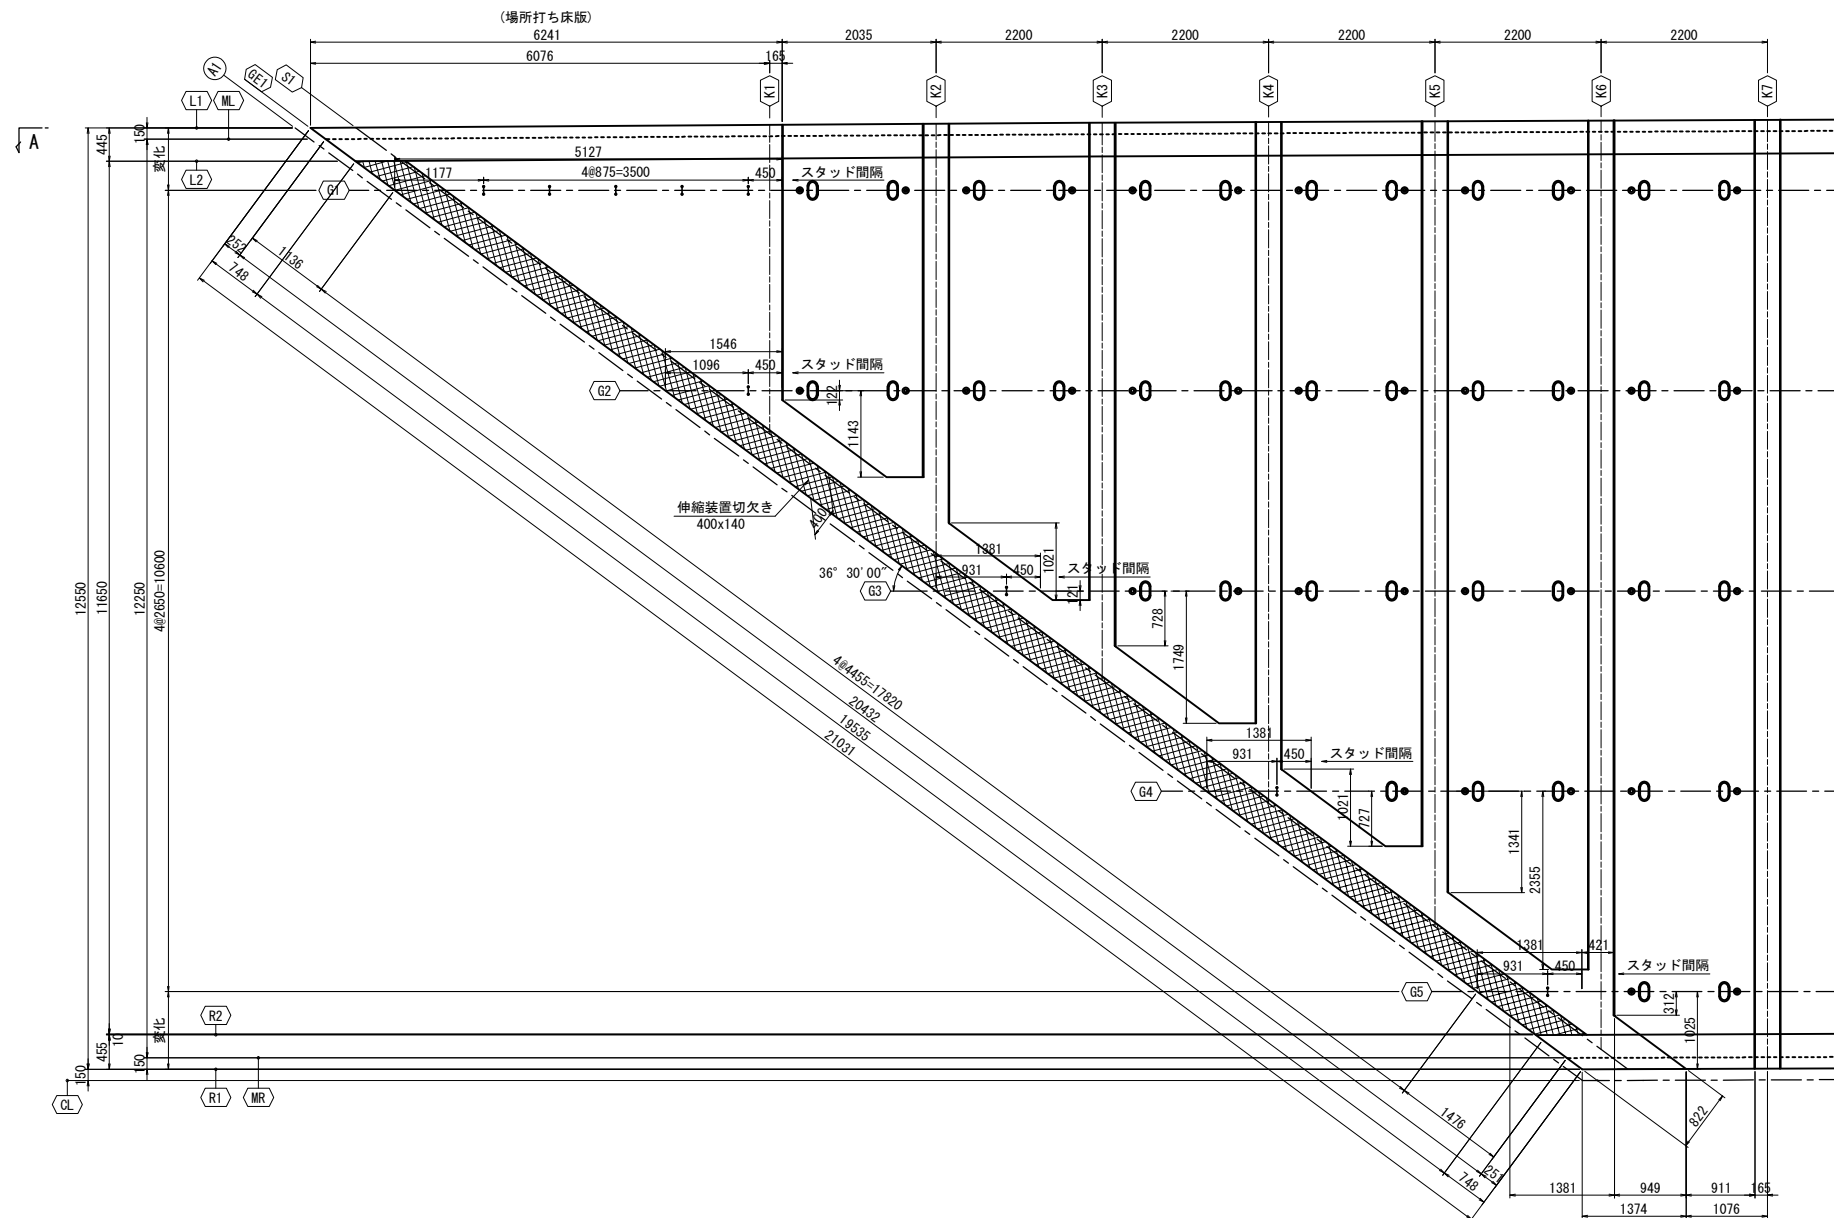 (場所打ち床版)
6241
2035
2200
2200
2200
2200
2200
6076
165
A1
GE1
S1
K1
K2
K3
K4
K5
K6
K7
L1
ML
A
150
445
変化
L2
5127
1177
4@875=3500
450
スタッド間隔
G1
252
748
1136
1546
1096
450
スタッド間隔
G2
122
1143
伸縮装置切欠き
400x140
400
1381
931
450
スタッド間隔
1021
121
36° 30'00"
G3
12550
11650
12250
4@2650=10600
728
1749
4@4455=17820
20432
19535
21031
1381
931
450
スタッド間隔
G4
1021
727
1341
2355
1381
421
931
450
スタッド間隔
G5
312
1025
R2
変化
455
10
150
150
CL
R1
MR
1476
251
748
822
1381
949
911
165
1374
1076